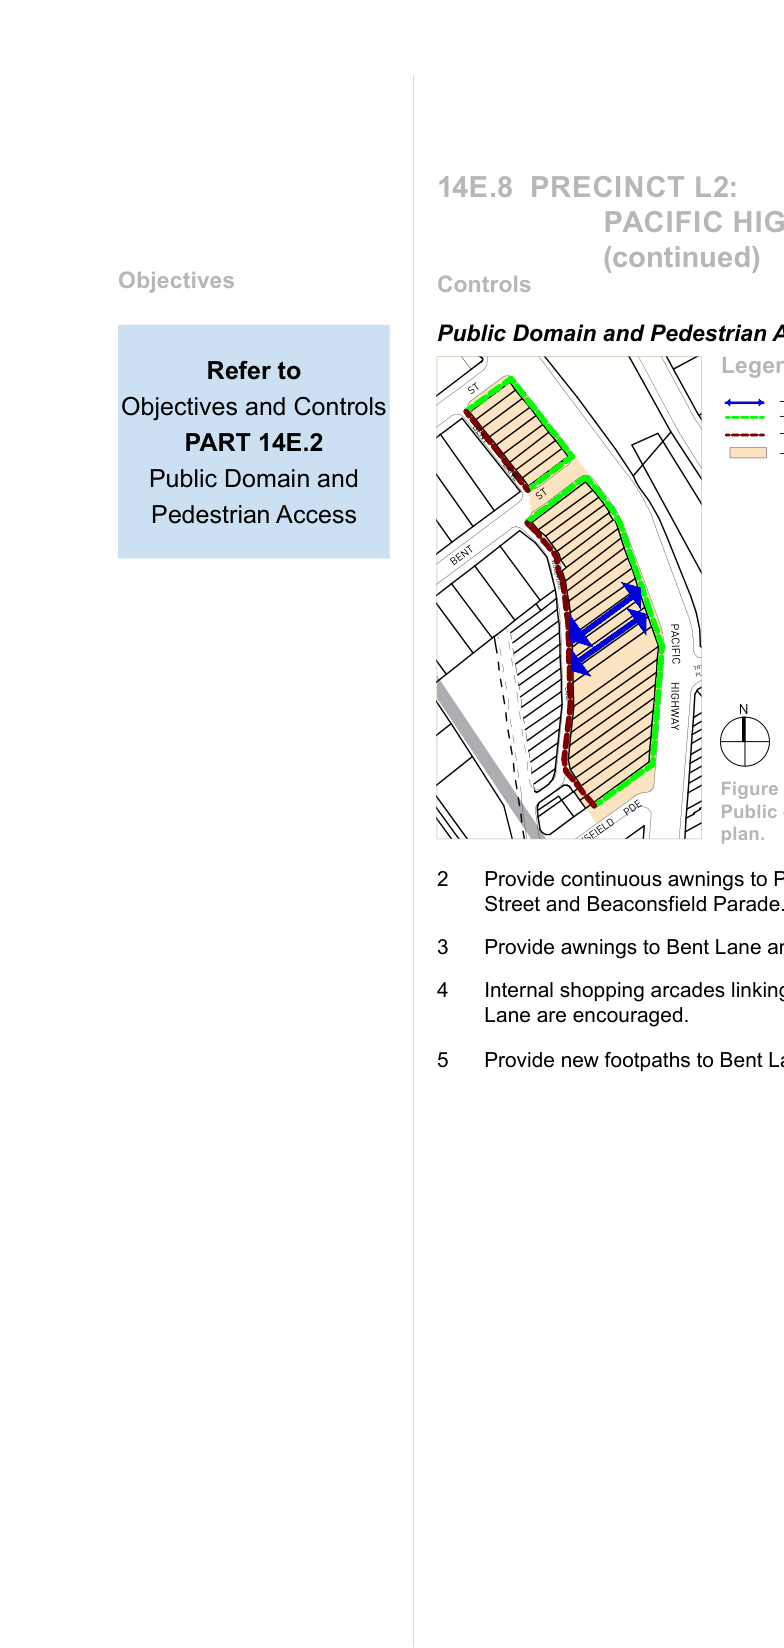 14E.8 PRECINCT L2:
PACIFIC HIG
(continued)
Objectives
Controls
Refer to
Objectives and Controls
PART 14E.2
Public Domain and
Pedestrian Access
Public Domain and Pedestrian A
Legen
ST
ST
BENT
PACIFIC
HIGHWAY
SFIELD PDE
N
Figure
Public
plan.
2 Provide continuous awnings to P
Street and Beaconsfield Parade.
3 Provide awnings to Bent Lane an
4 Internal shopping arcades linking
Lane are encouraged.
5 Provide new footpaths to Bent La